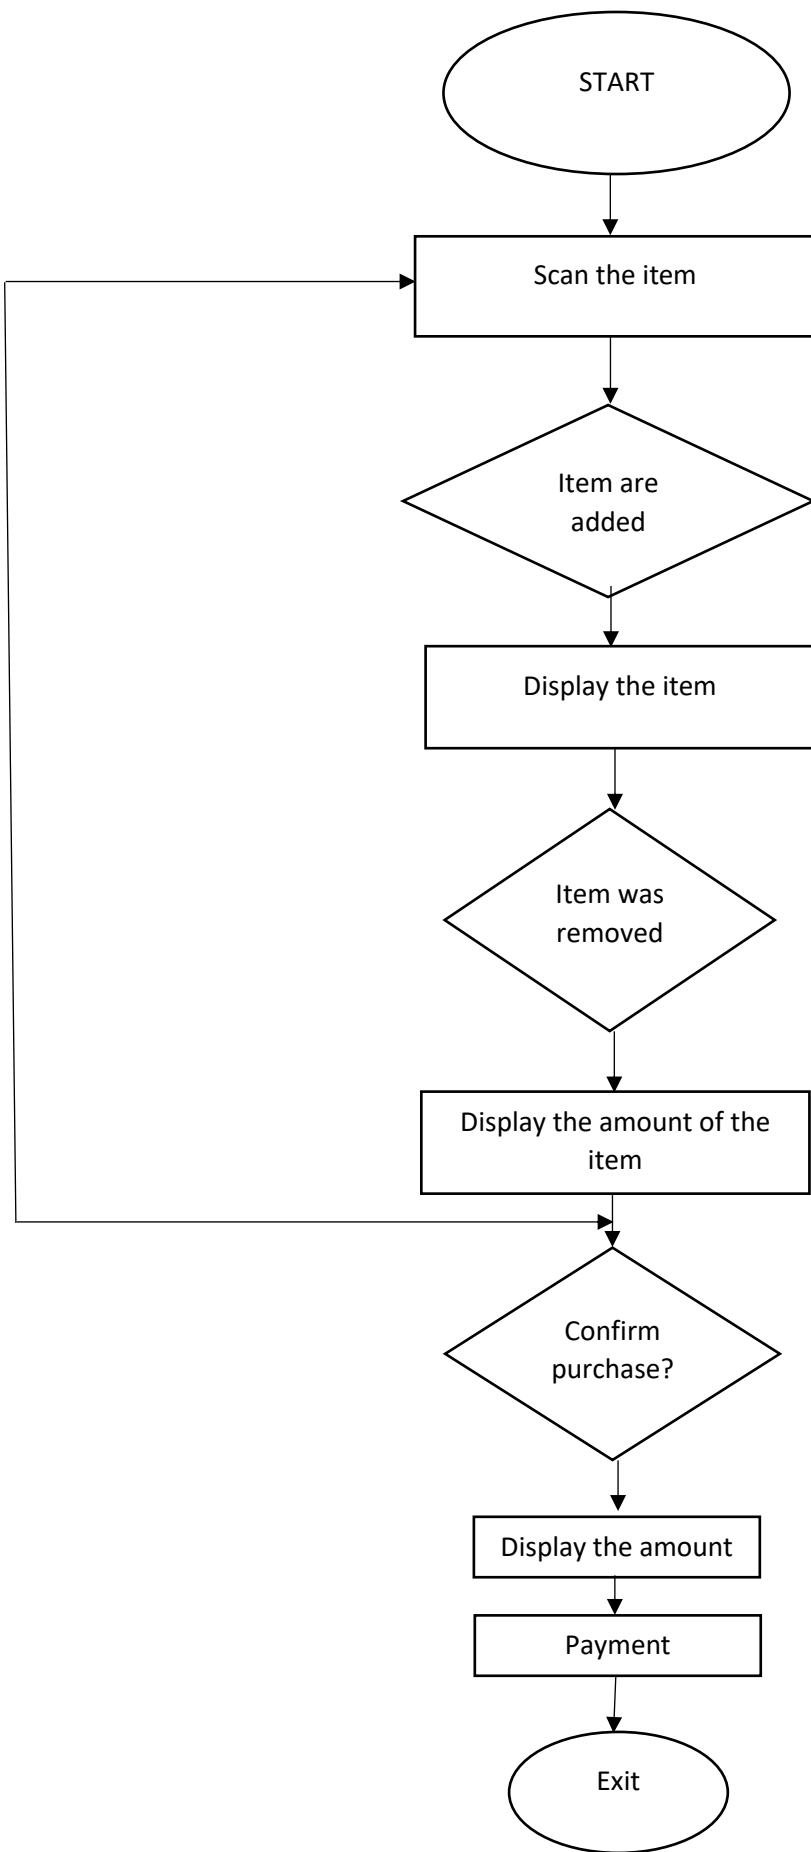 START
Scan the item
Item are
added
Display the item
Item was
removed
Display the amount of the
item
Confirm
purchase?
Display the amount
Payment
Exit